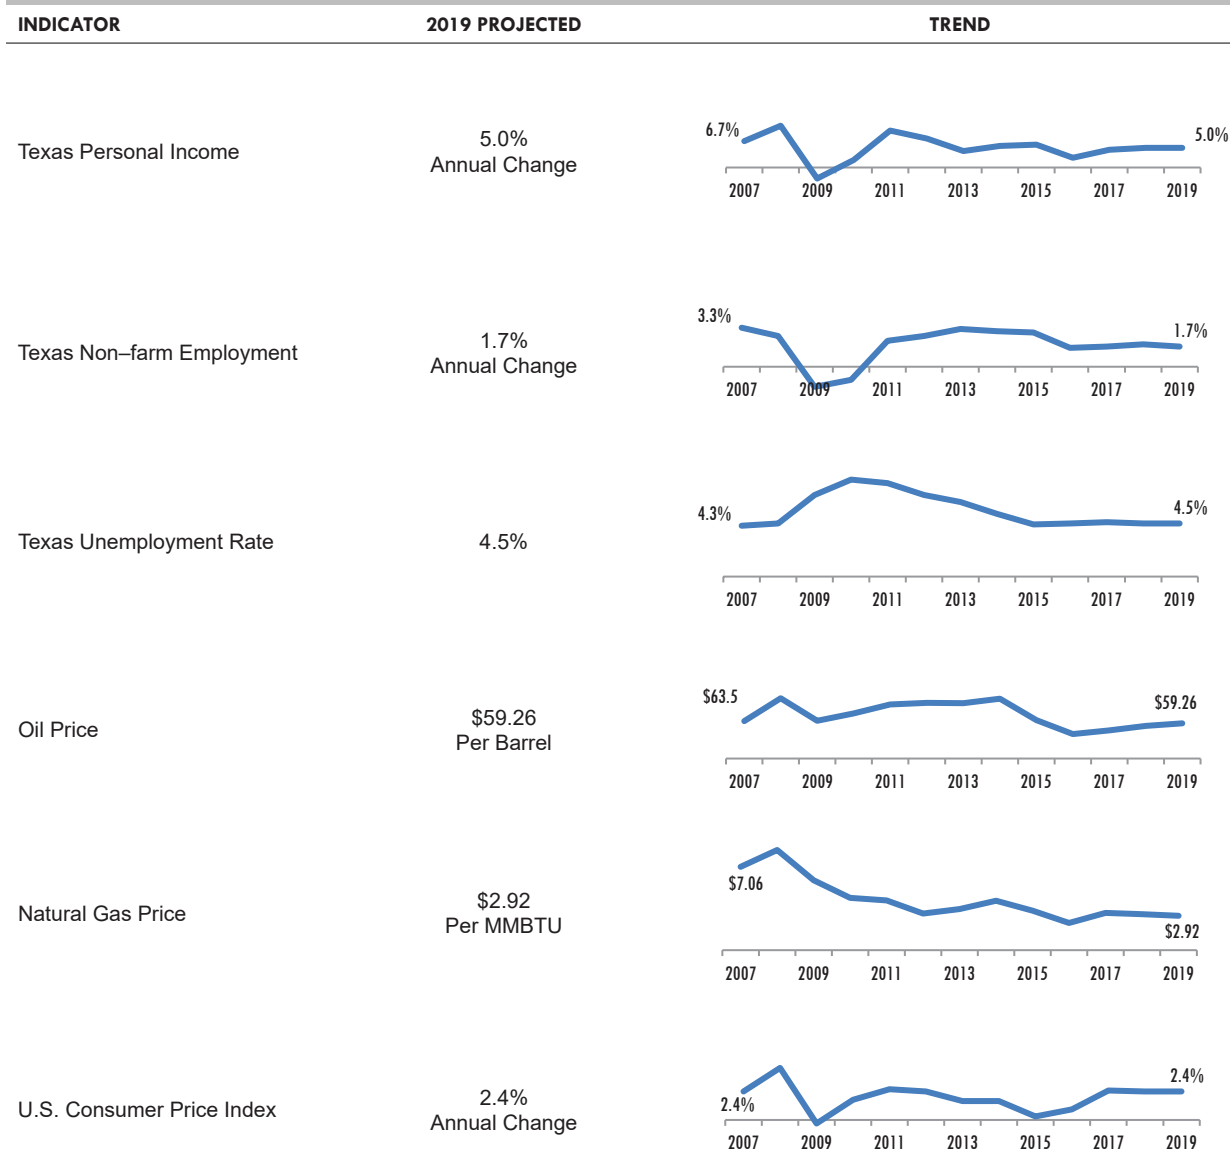 INDICATOR 2019 PROJECTED TREND
Texas Personal Income
5.0%
Annual Change
6.7%
5.0%
2007 2009 2011 2013 2015 2017 2019
Texas Non–farm Employment
1.7%
Annual Change
3.3%
1.7%
2007 2009 2011 2013 2015 2017 2019
Texas Unemployment Rate
4.5%
4.3%
4.5%
2007 2009 2011 2013 2015 2017 2019
Oil Price
$59.26
Per Barrel
$63.5
$59.26
2007 2009 2011 2013 2015 2017 2019
Natural Gas Price
$2.92
Per MMBTU
$7.06
$2.92
2007 2009 2011 2013 2015 2017 2019
U.S. Consumer Price Index
2.4%
Annual Change
2.4%
2.4%
2007 2009 2011 2013 2015 2017 2019